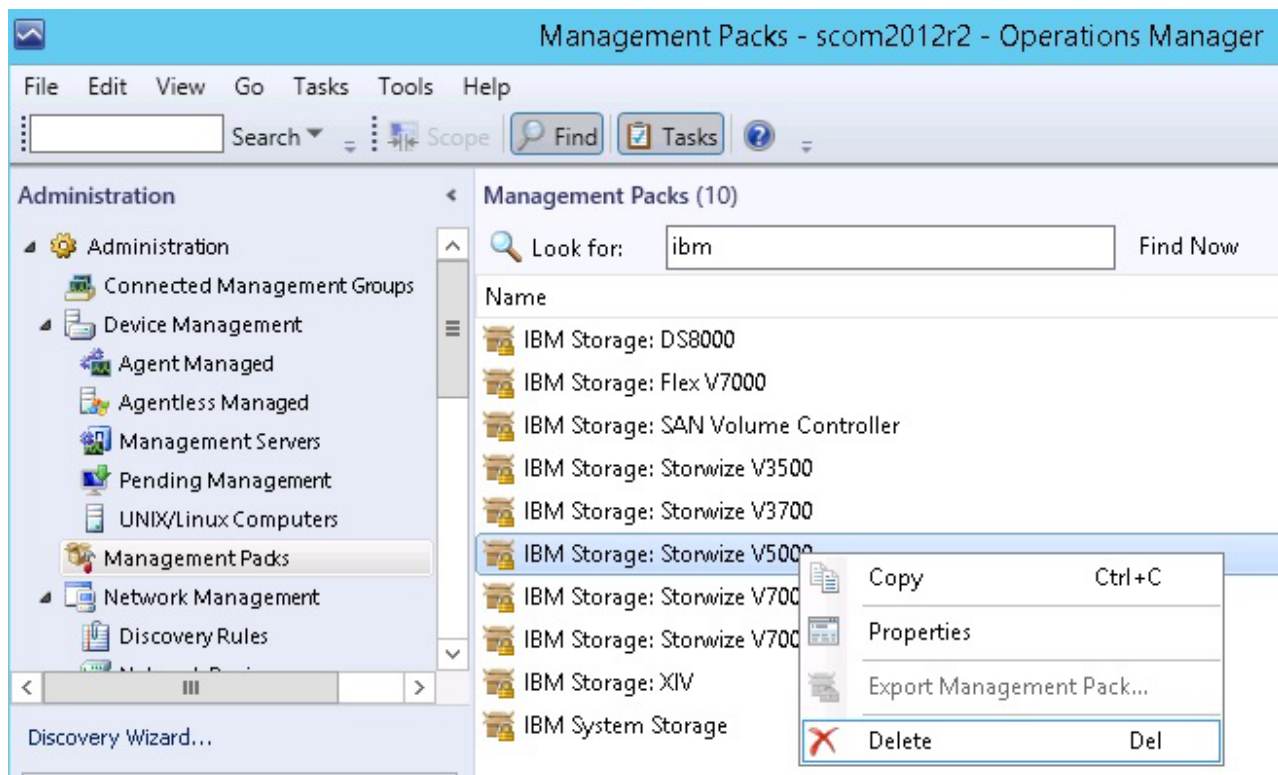 Management Packs - scom2012r2 - Operations Manager
File Edit View Go Tasks Tools Help
Search Scope Find Tasks
Administration
Administration
Connected Management Groups
Device Management
Agent Managed
Agentless Managed
Management Servers
Pending Management
UNIX/Linux Computers
Management Packs
Network Management
Discovery Rules
Discovery Wizard...
Management Packs (10)
Look for: ibm Find Now
Name
IBM Storage: DS8000
IBM Storage: Flex V7000
IBM Storage: SAN Volume Controller
IBM Storage: Storwize V3500
IBM Storage: Storwize V3700
IBM Storage: Storwize V5000
IBM Storage: Storwize V700
IBM Storage: Storwize V700
IBM Storage: XIV
IBM System Storage
Copy Ctrl+C
Properties
Export Management Pack...
Delete Del